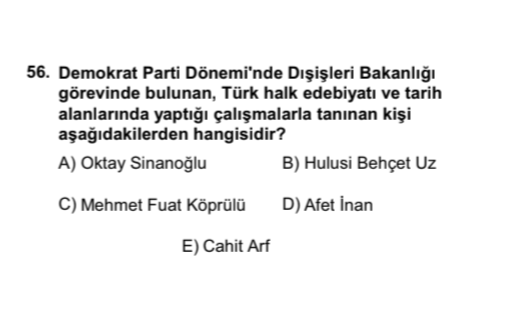 56. Demokrat Parti Dönemi'nde Dışişleri Bakanlığı
görevinde bulunan, Türk halk edebiyatı ve tarih
alanlarında yaptığı çalışmalarla tanınan kişi
aşağıdakilerden hangisidir?
A) Oktay Sinanoğlu B) Hulusi Behçet Uz
C) Mehmet Fuat Köprülü D) Afet İnan
E) Cahit Arf